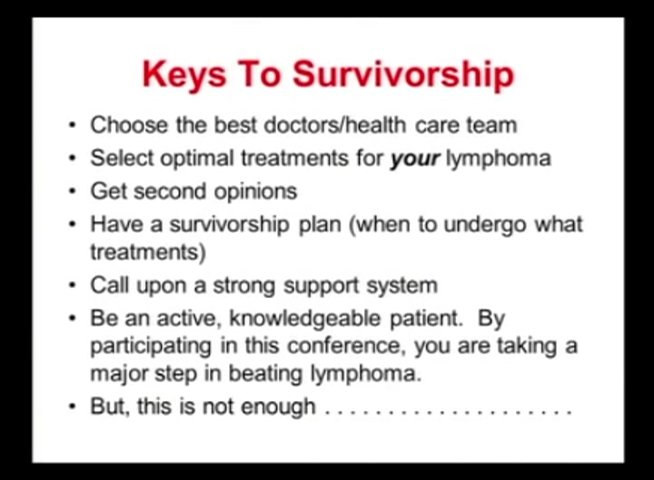 Keys To Survivorship
• Choose the best doctors/health care team
• Select optimal treatments for your lymphoma
• Get second opinions
• Have a survivorship plan (when to undergo what
treatments)
• Call upon a strong support system
• Be an active, knowledgeable patient. By
participating in this conference, you are taking a
major step in beating lymphoma.
• But, this is not enough . . . . . . . . . . . . . . . . . . . .